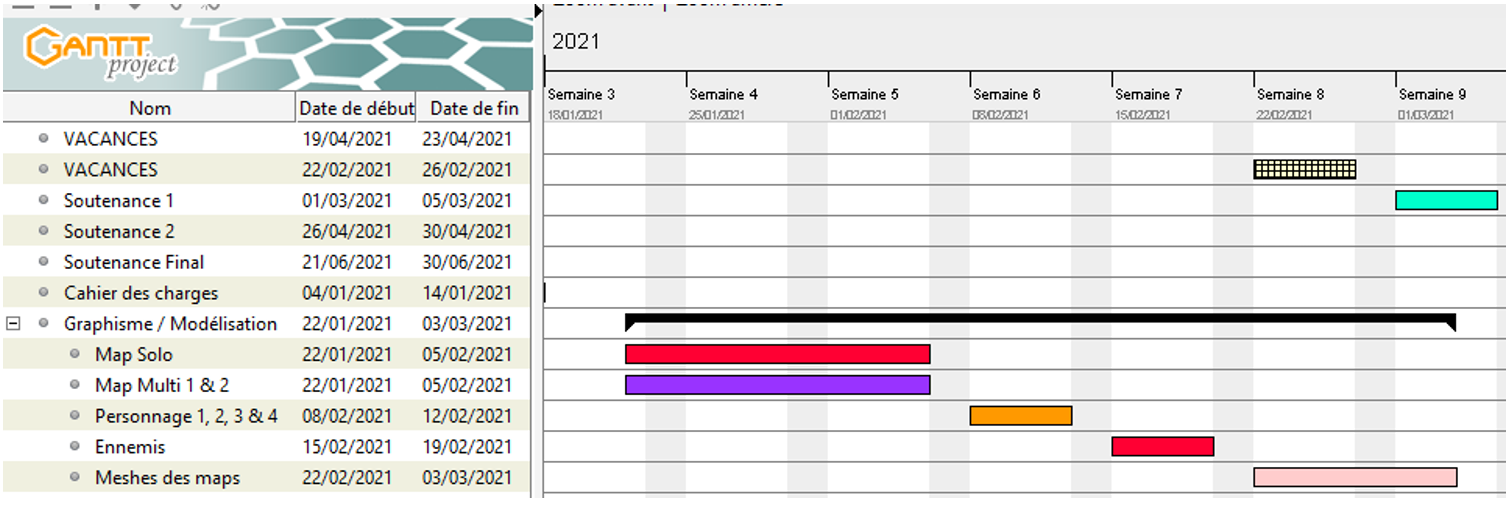 GANTT
project
2021
Semaine 3 Semaine 4 Semaine 5 Semaine 6 Semaine 7 Semaine 8 Semaine 9
18/01/2021 25/01/2021 01/02/2021 08/02/2021 15/02/2021 22/02/2021 01/03/2021
Nom Date de début Date de fin
VACANCES 19/04/2021 23/04/2021
VACANCES 22/02/2021 26/02/2021
Soutenance 1 01/03/2021 05/03/2021
Soutenance 2 26/04/2021 30/04/2021
Soutenance Final 21/06/2021 30/06/2021
Cahier des charges 04/01/2021 14/01/2021
Graphisme / Modélisation 22/01/2021 03/03/2021
Map Solo 22/01/2021 05/02/2021
Map Multi 1 & 2 22/01/2021 05/02/2021
Personnage 1, 2, 3 & 4 08/02/2021 12/02/2021
Ennemis 15/02/2021 19/02/2021
Meshes des maps 22/02/2021 03/03/2021